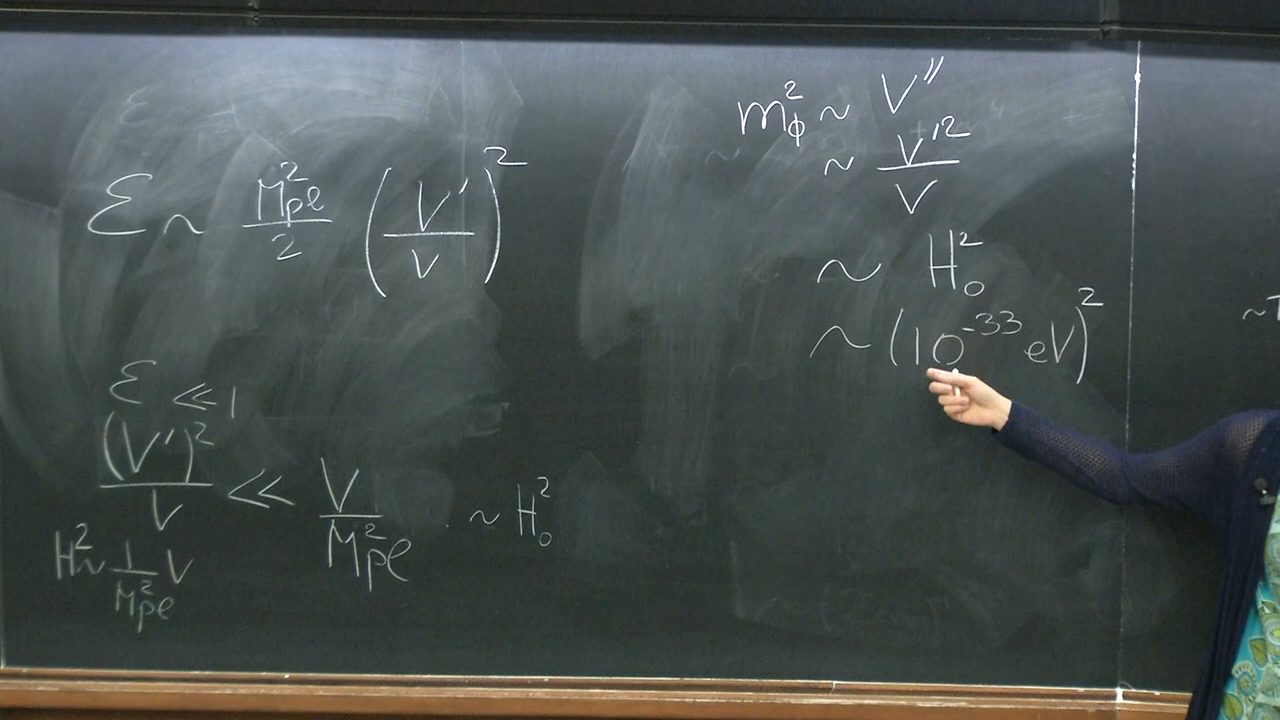 ε ~ M²pl / 2 (V' / V)²
ε << 1
(V')² / V << V / M²pl ~ H₀²
H² ~ 1 / M²pl V
m²ϕ ~ V''
~ V'² / V
~ H₀²
~ (10⁻³³ eV)²